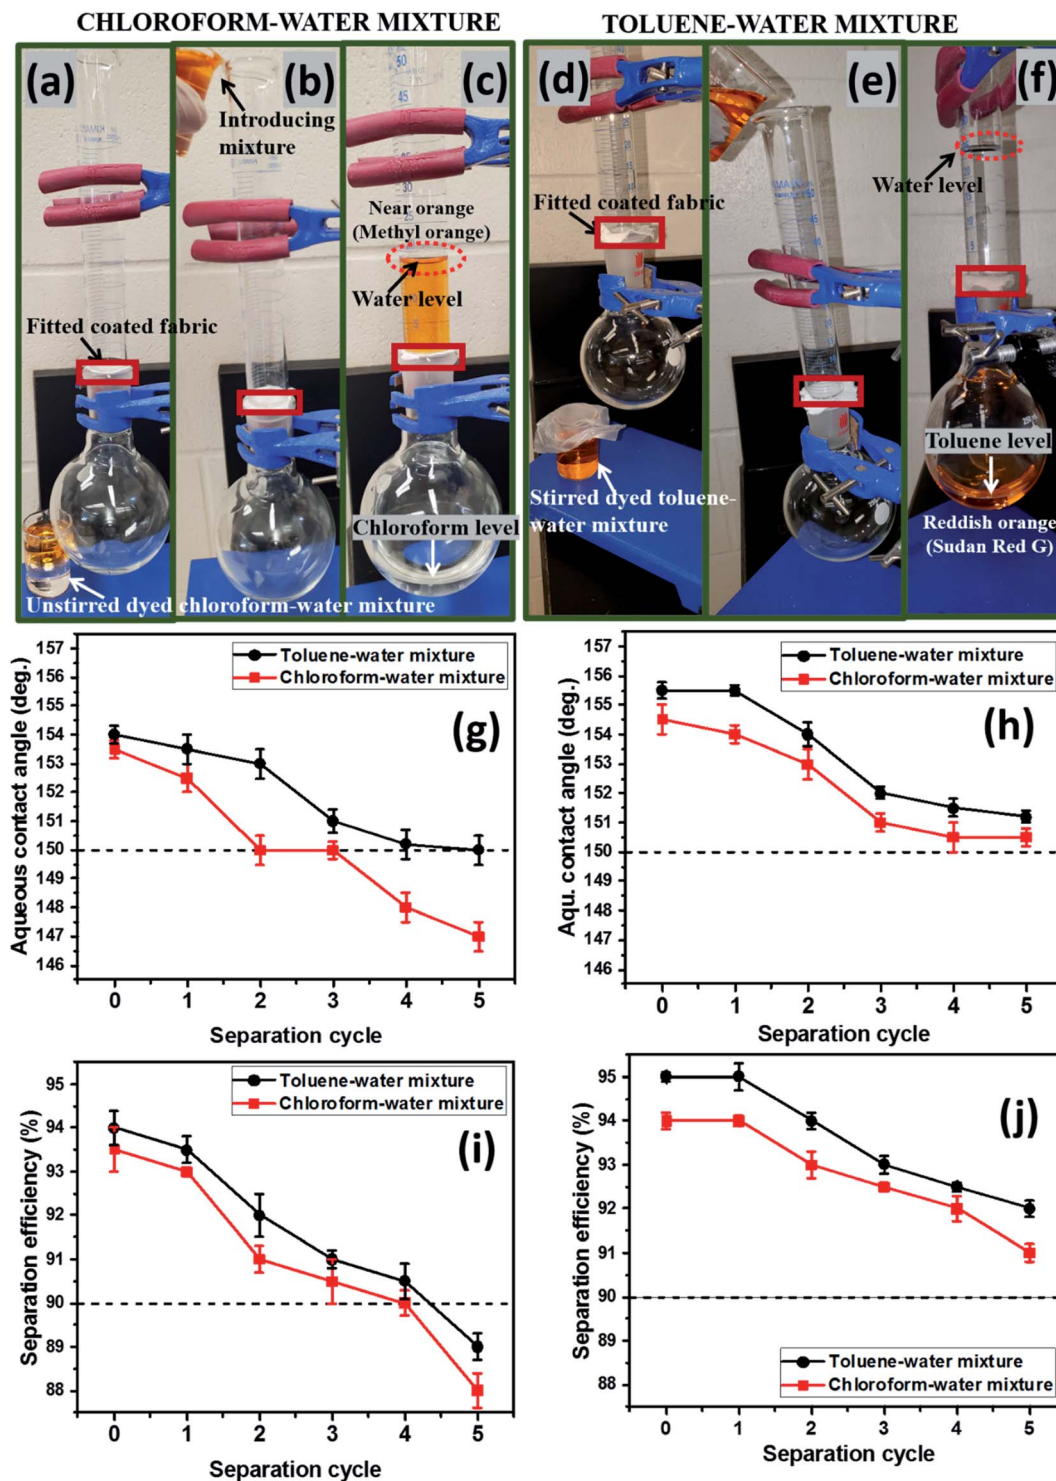 CHLOROFORM-WATER MIXTURE
TOLUENE-WATER MIXTURE
(a)
(b)
Introducing
mixture
(c)
Near orange
(Methyl orange)
Water level
Fitted coated fabric
Chloroform level
Unstirred dyed chloroform-water mixture
(d)
Fitted coated fabric
Stirred dyed toluene-
water mixture
(e)
(f)
Water level
Toluene level
Reddish orange
(Sudan Red G)
Aqueous contact angle (deg.)
157
156
155
154
153
152
151
150
149
148
147
146
Toluene-water mixture
Chloroform-water mixture
(g)
0 1 2 3 4 5
Separation cycle
Aqu. contact angle (deg.)
157
156
155
154
153
152
151
150
149
148
147
146
Toluene-water mixture
Chloroform-water mixture
(h)
0 1 2 3 4 5
Separation cycle
Separation efficiency (%)
95
94
93
92
91
90
89
88
Toluene-water mixture
Chloroform-water mixture
(i)
0 1 2 3 4 5
Separation cycle
Separation efficiency (%)
95
94
93
92
91
90
89
88
(j)
Toluene-water mixture
Chloroform-water mixture
0 1 2 3 4 5
Separation cycle